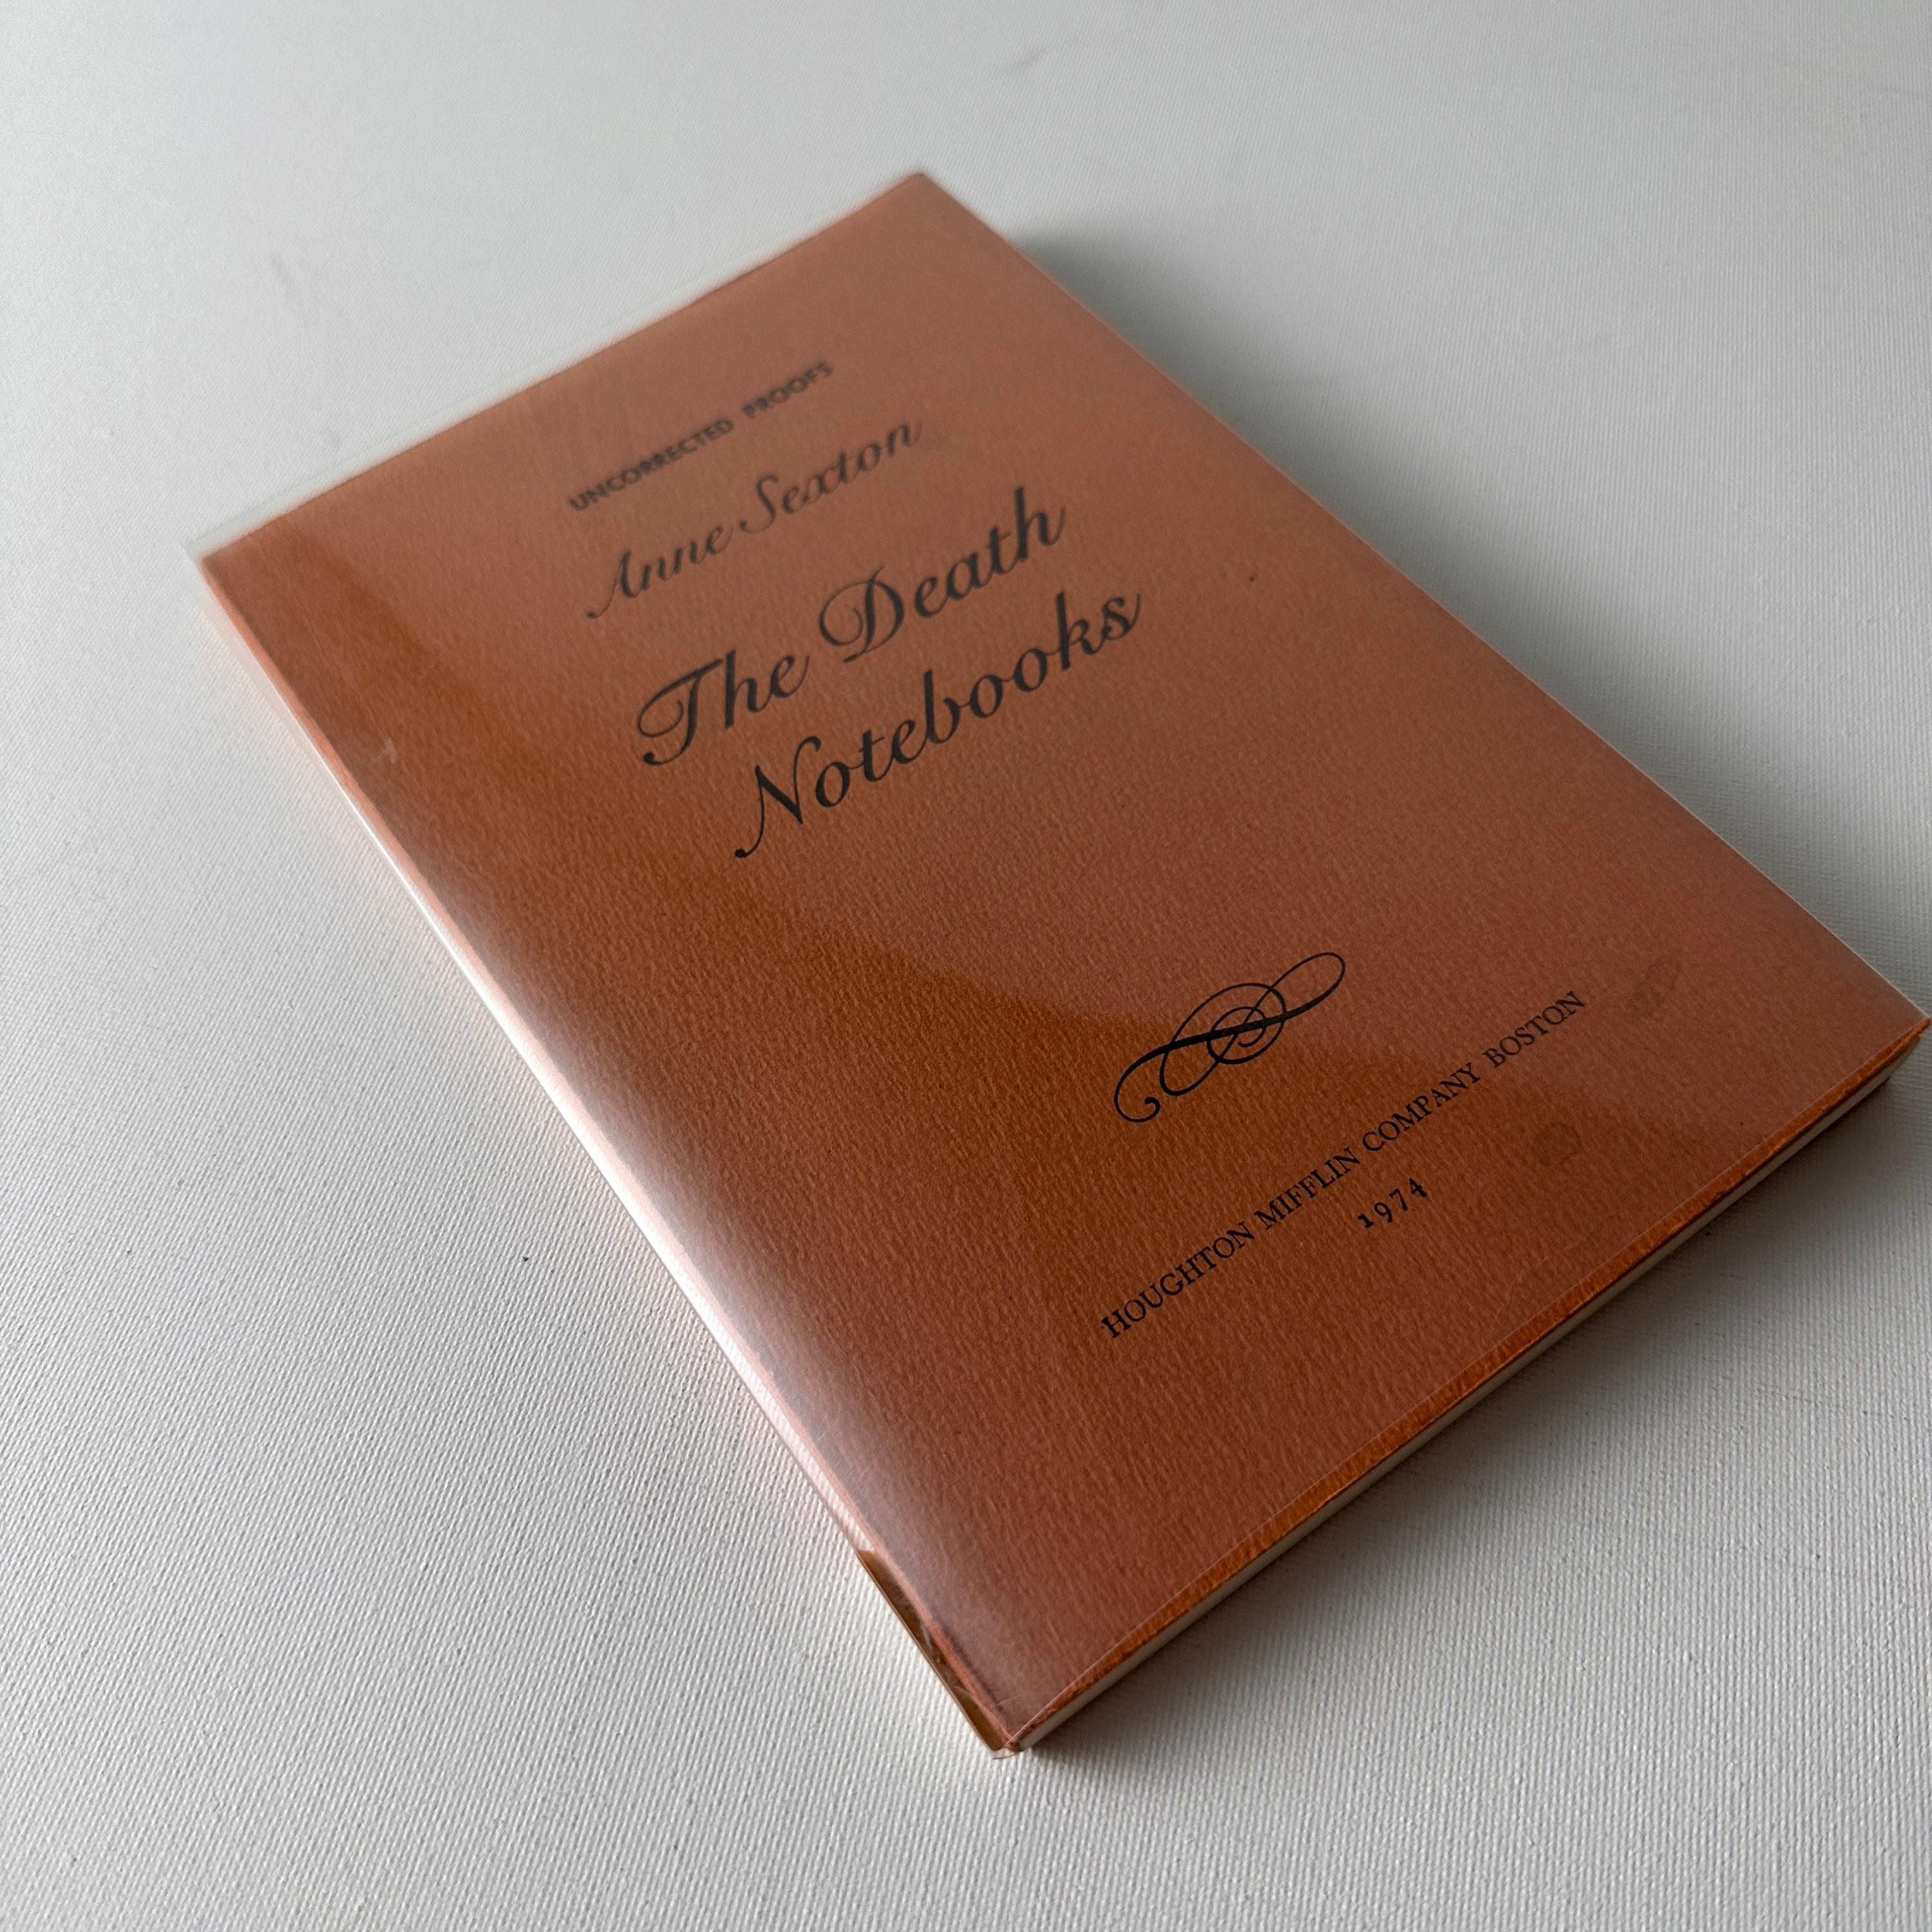 UNCORRECTED PROOFS
Anne Sexton
The Death
Notebooks
HOUGHTON MIFFLIN COMPANY BOSTON
1974